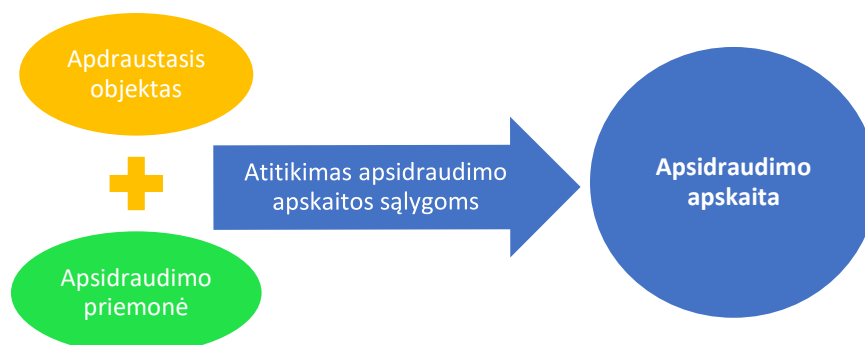 Apdraustasis
objektas
Apsidraudimo
priemonė
Atitikimas apsidraudimo
apskaitos sąlygoms
Apsidraudimo
apskaita